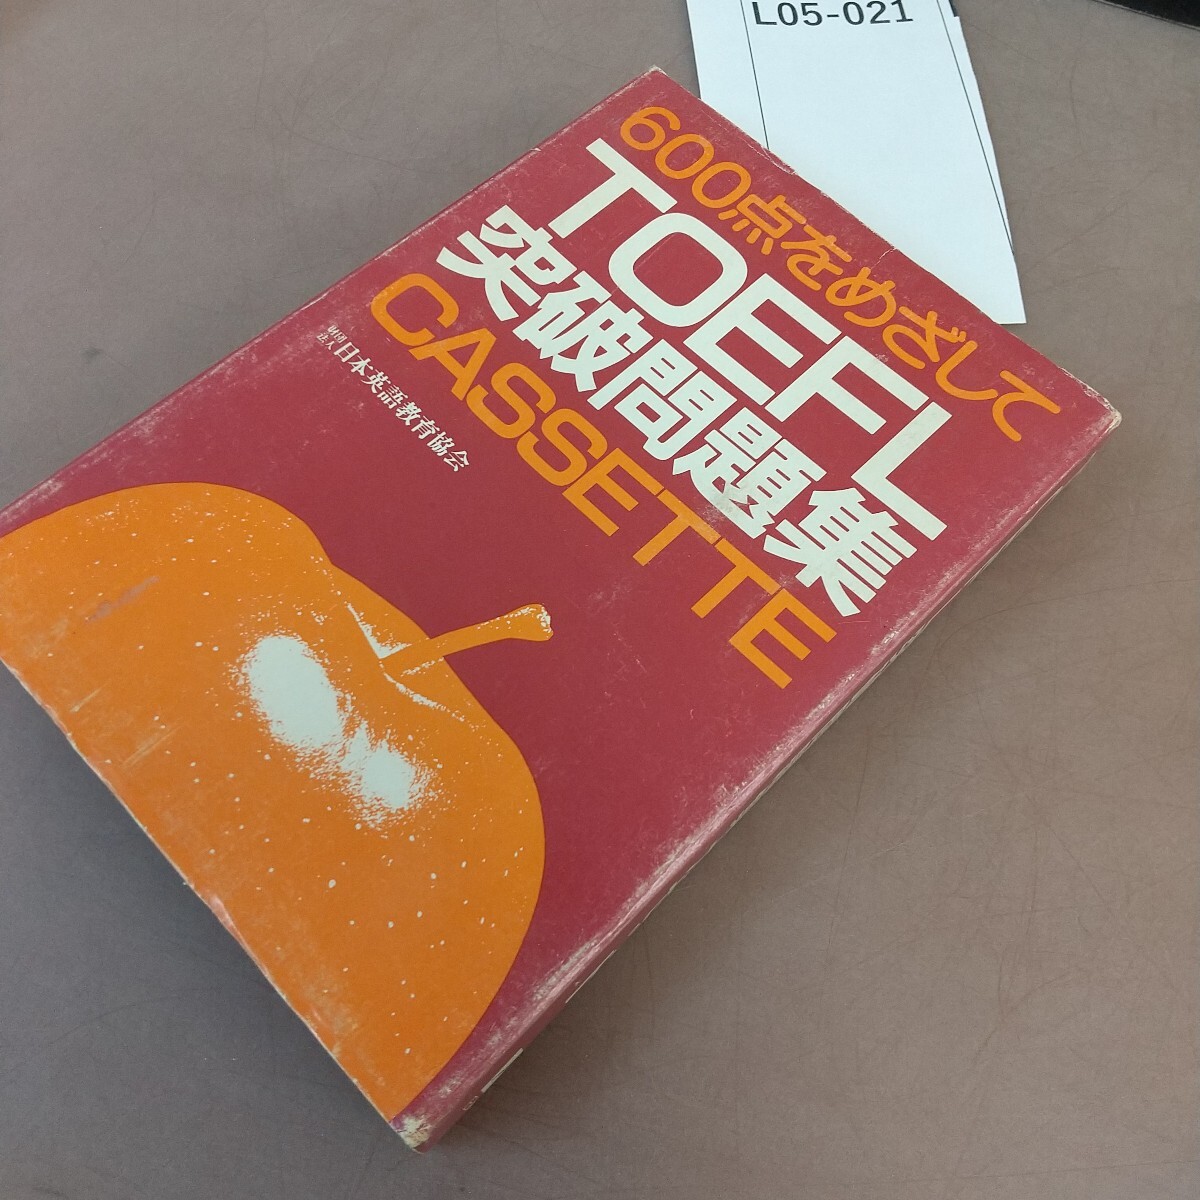 L05-021
600点をめざして
TOEFL
突破問題集
CASSETTE
財団法人 日本英語教育協会